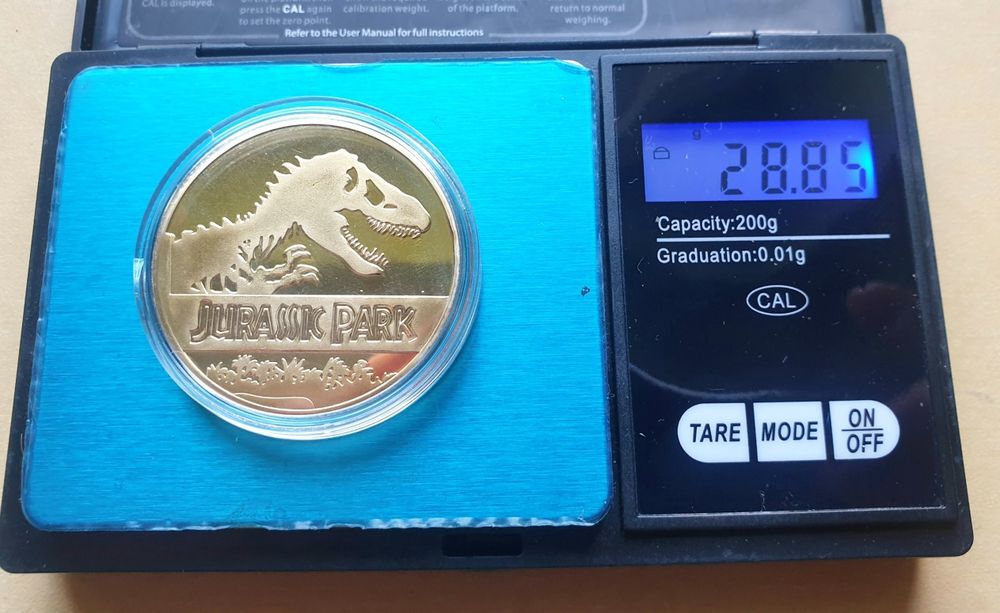 CAL is displayed.
press the CAL again
to set the zero point.
calibration weight.
of the platform.
return to normal
weighing.
Refer to the User Manual for full instructions
JURASSIC PARK
g
28.85
Capacity:200g
Graduation:0.01g
CAL
TARE
MODE
ON
OFF